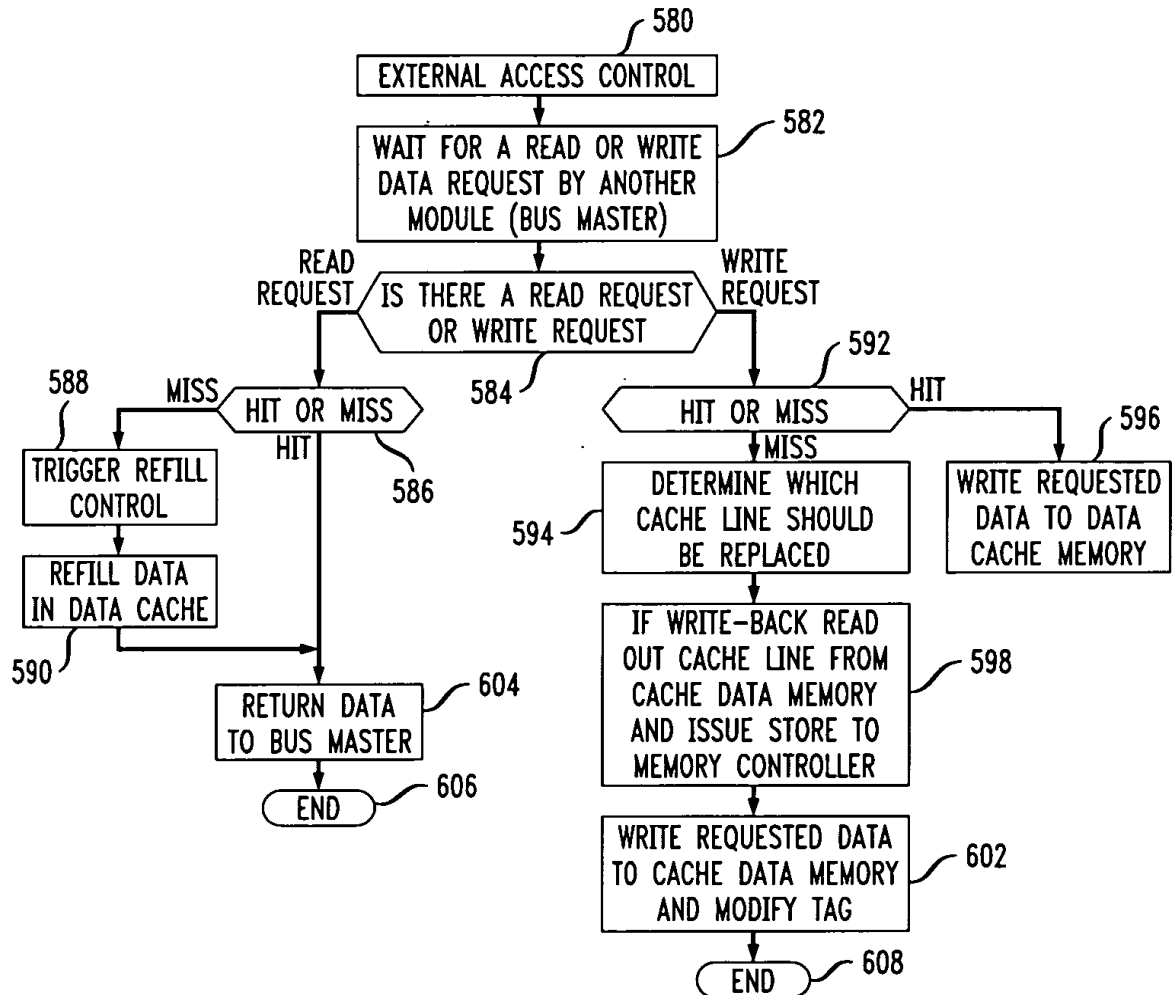 580
EXTERNAL ACCESS CONTROL
582
WAIT FOR A READ OR WRITE
DATA REQUEST BY ANOTHER
MODULE (BUS MASTER)
READ
REQUEST
WRITE
REQUEST
IS THERE A READ REQUEST
OR WRITE REQUEST
584
592
588
MISS
HIT OR MISS
HIT
586
HIT OR MISS
HIT
MISS
596
TRIGGER REFILL
CONTROL
DETERMINE WHICH
CACHE LINE SHOULD
BE REPLACED
594
WRITE REQUESTED
DATA TO DATA
CACHE MEMORY
REFILL DATA
IN DATA CACHE
590
IF WRITE-BACK READ
OUT CACHE LINE FROM
CACHE DATA MEMORY
AND ISSUE STORE TO
MEMORY CONTROLLER
598
604
RETURN DATA
TO BUS MASTER
END
606
WRITE REQUESTED DATA
TO CACHE DATA MEMORY
AND MODIFY TAG
602
END
608